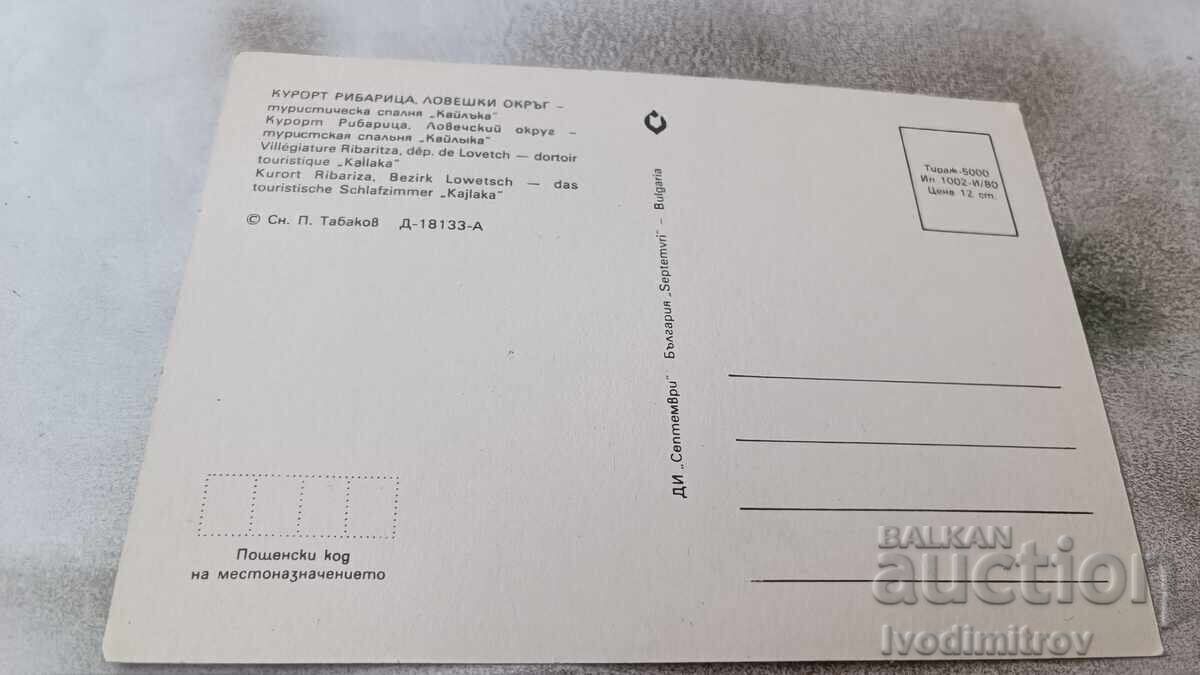 КУРОРТ РИБАРИЦА, ЛОВЕШКИ ОКРЪГ –
туристическа спалня „Кайлъка“
Курорт Рибарица, Ловечский округ –
туристская спальня „Кайлыка“
Villégiature Ribaritza, dép. de Lovetch — dortoir
touristique „Kaïlaka“
Kurort Ribariza, Bezirk Lowetsch — das
touristische Schlafzimmer „Kajlaka“
© Сн. П. Табаков Д-18133-А
Пощенски код
на местоназначението
ДИ „Септември“ България „Septemvri“ – Bulgaria
Тираж-5000
Ип 1002-И/80
Цена 12 ст.
BALKAN
auction
Ivodimitrov